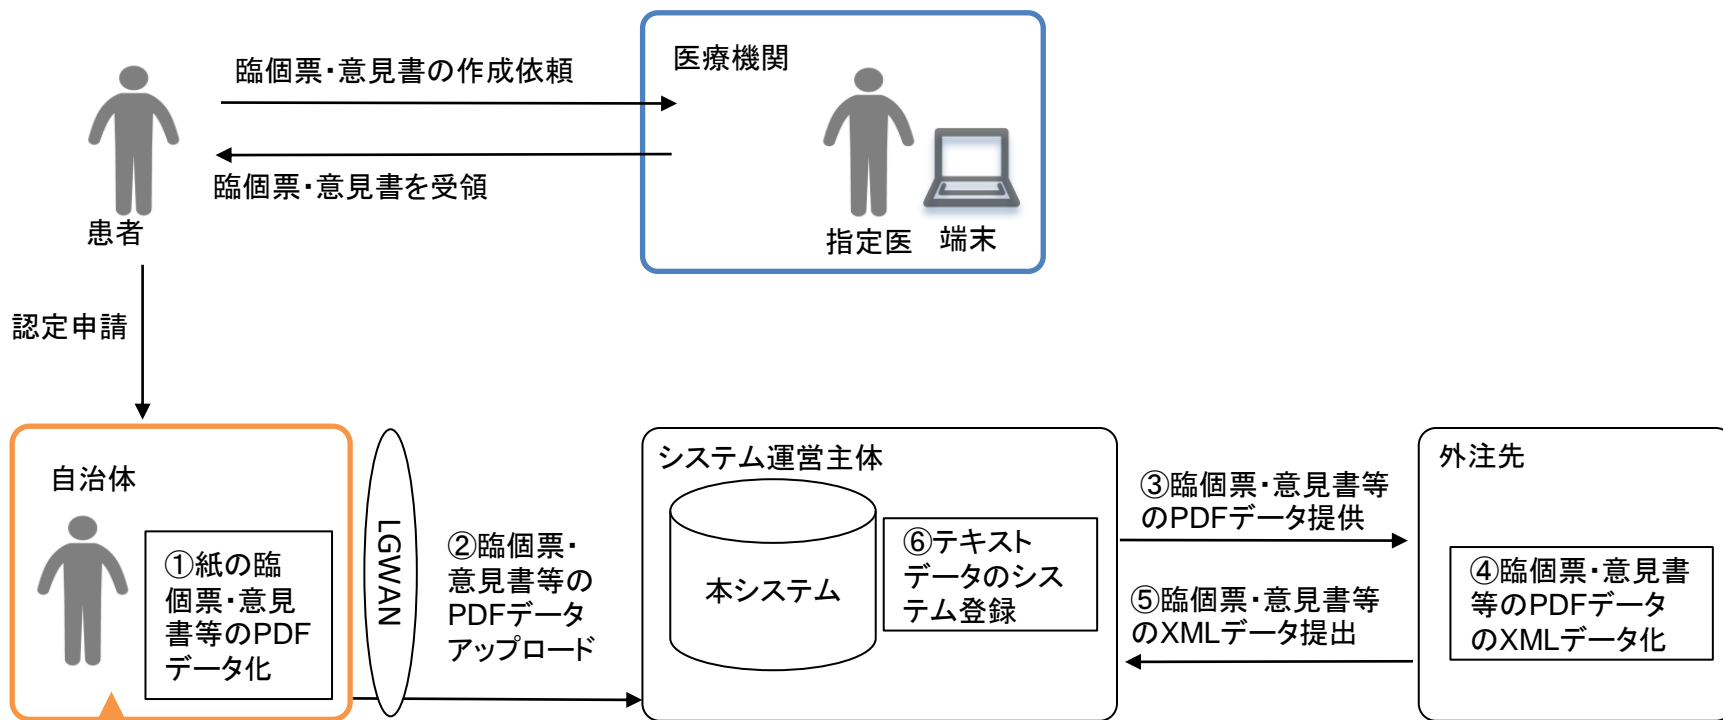 臨個票・意見書の作成依頼
医療機関
臨個票・意見書を受領
患者
指定医
端末
認定申請
自治体
①紙の臨
個票・意見
書等のPDF
データ化
LGWAN
②臨個票・
意見書等の
PDFデータ
アップロード
システム運営主体
本システム
⑥テキスト
データのシス
テム登録
③臨個票・意見書等
のPDFデータ提供
⑤臨個票・意見書等
のXMLデータ提出
外注先
④臨個票・意見書
等のPDFデータ
のXMLデータ化